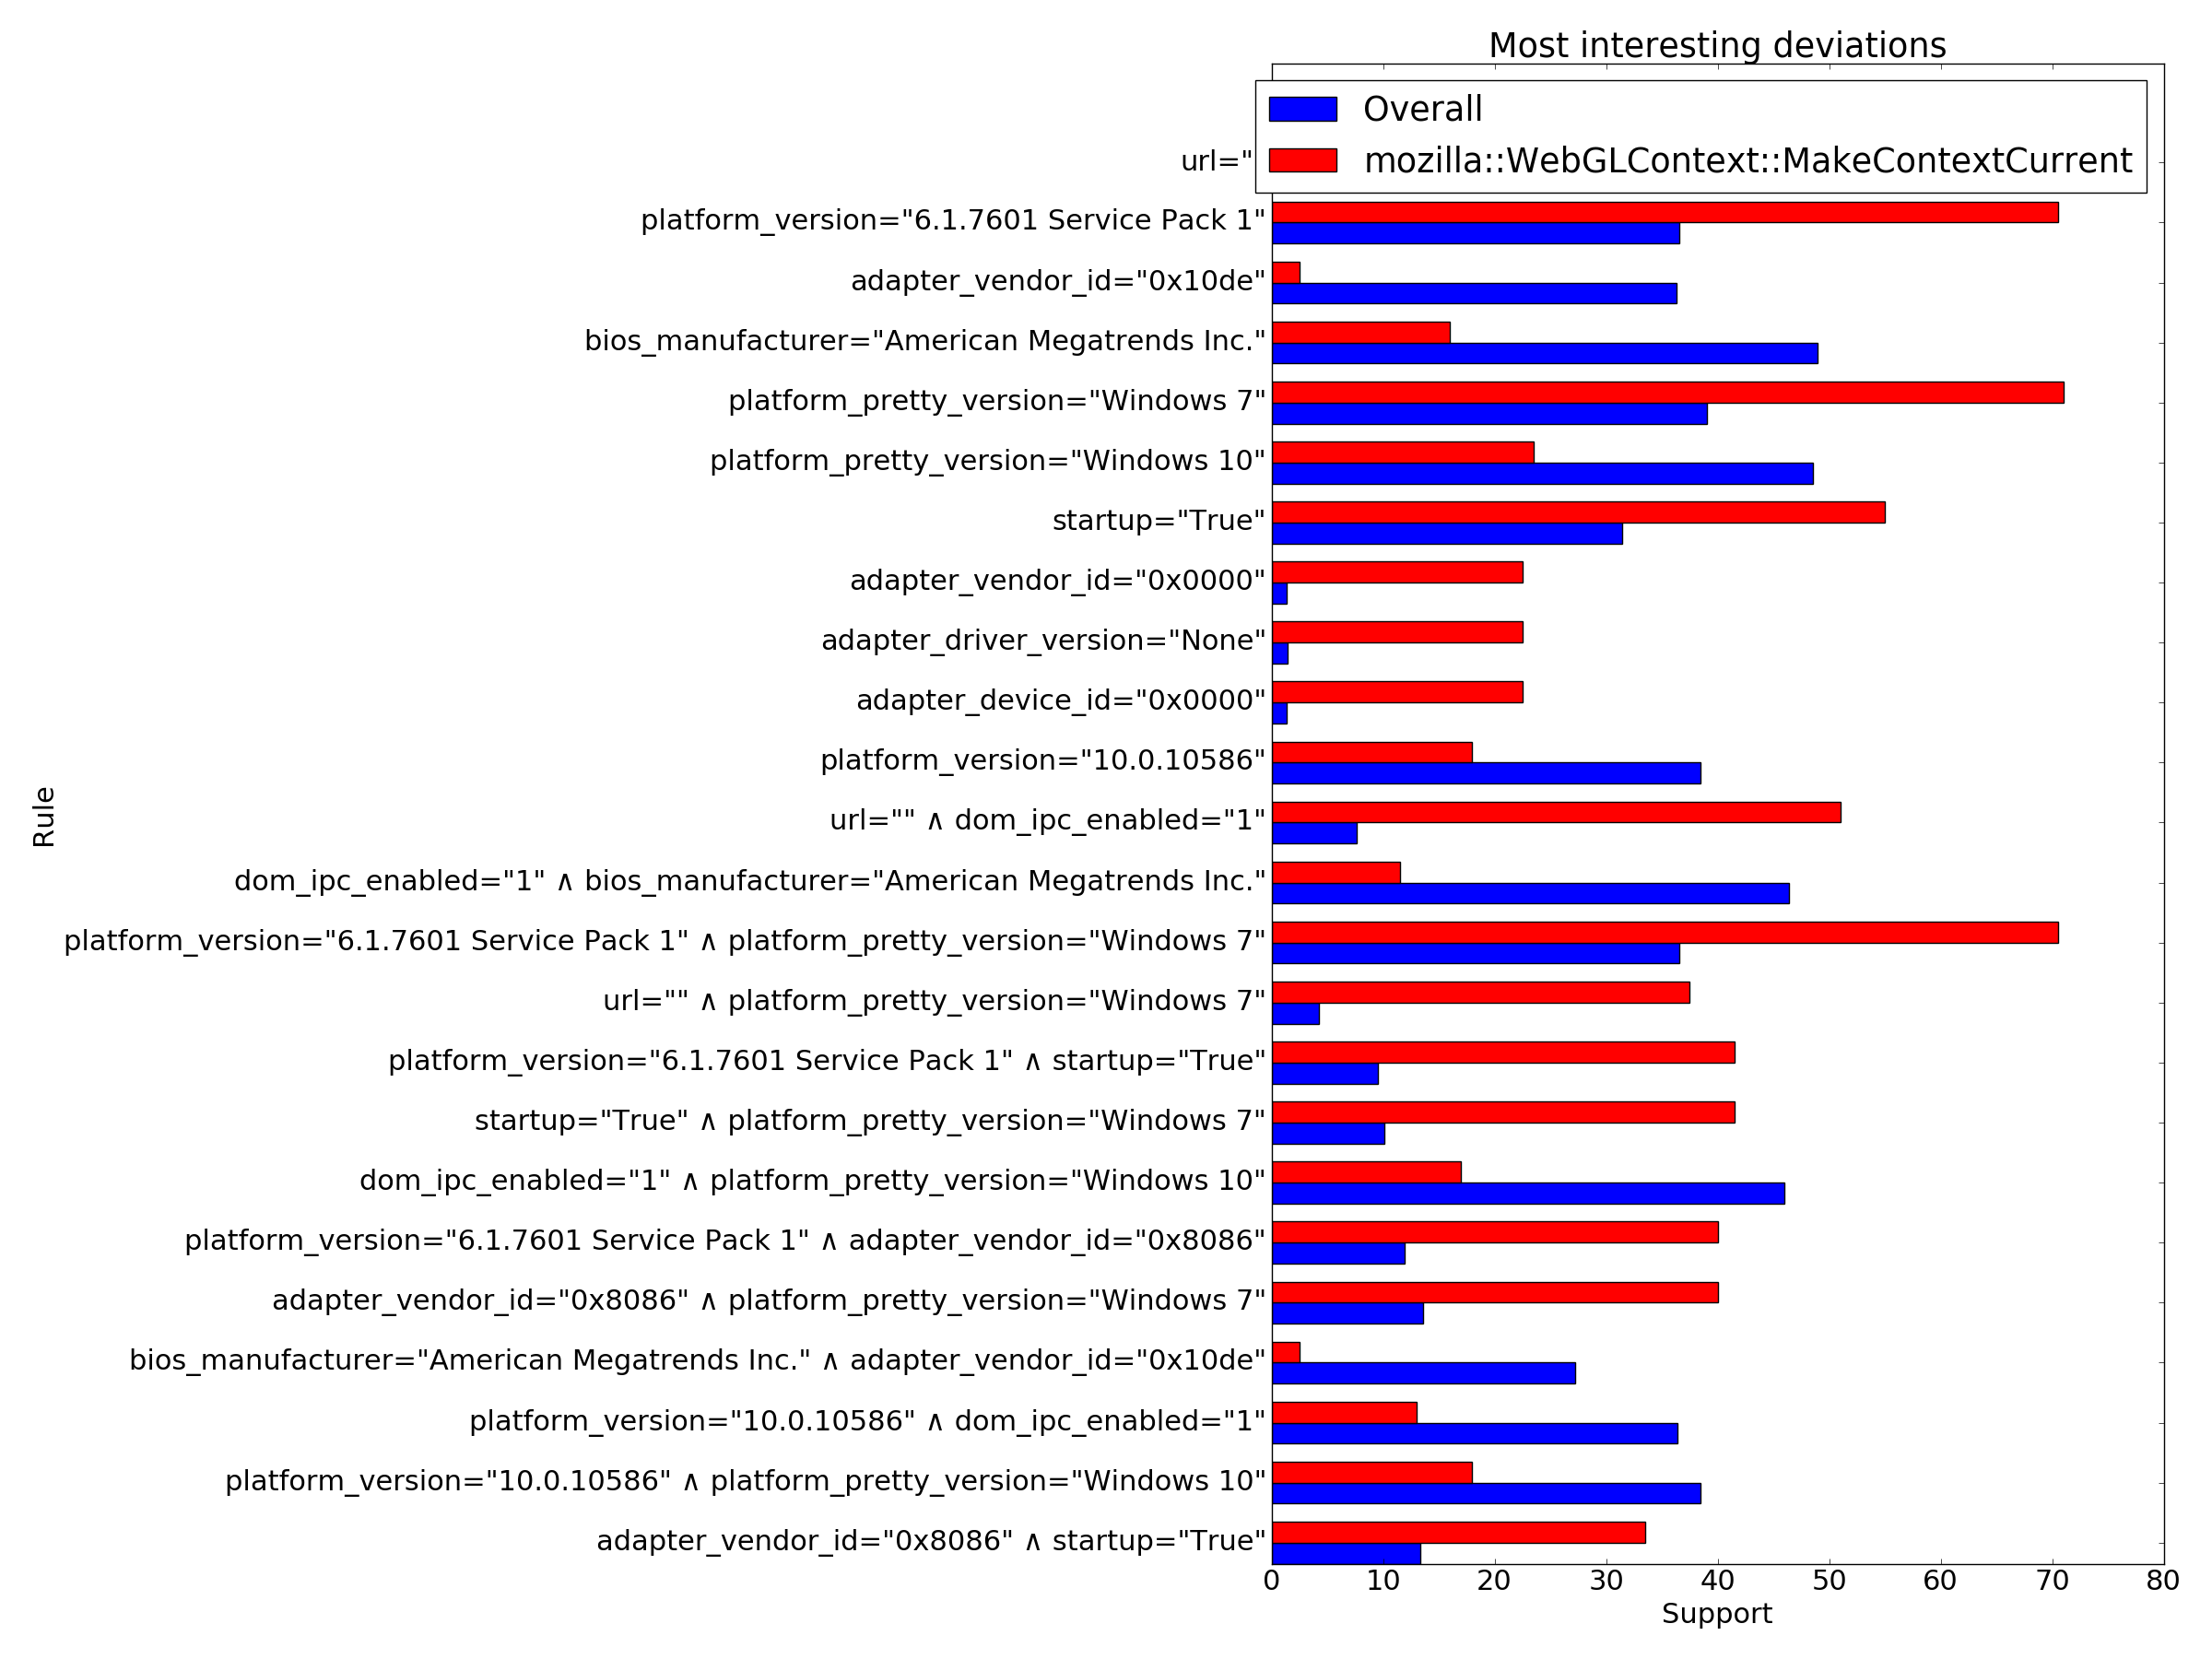 Most interesting deviations
Overall
mozilla::WebGLContext::MakeContextCurrent
url="
platform_version="6.1.7601 Service Pack 1"
adapter_vendor_id="0x10de"
bios_manufacturer="American Megatrends Inc."
platform_pretty_version="Windows 7"
platform_pretty_version="Windows 10"
startup="True"
adapter_vendor_id="0x0000"
adapter_driver_version="None"
adapter_device_id="0x0000"
platform_version="10.0.10586"
url="" ∧ dom_ipc_enabled="1"
dom_ipc_enabled="1" ∧ bios_manufacturer="American Megatrends Inc."
platform_version="6.1.7601 Service Pack 1" ∧ platform_pretty_version="Windows 7"
url="" ∧ platform_pretty_version="Windows 7"
platform_version="6.1.7601 Service Pack 1" ∧ startup="True"
startup="True" ∧ platform_pretty_version="Windows 7"
dom_ipc_enabled="1" ∧ platform_pretty_version="Windows 10"
platform_version="6.1.7601 Service Pack 1" ∧ adapter_vendor_id="0x8086"
adapter_vendor_id="0x8086" ∧ platform_pretty_version="Windows 7"
bios_manufacturer="American Megatrends Inc." ∧ adapter_vendor_id="0x10de"
platform_version="10.0.10586" ∧ dom_ipc_enabled="1"
platform_version="10.0.10586" ∧ platform_pretty_version="Windows 10"
adapter_vendor_id="0x8086" ∧ startup="True"
Rule
0 10 20 30 40 50 60 70 80
Support